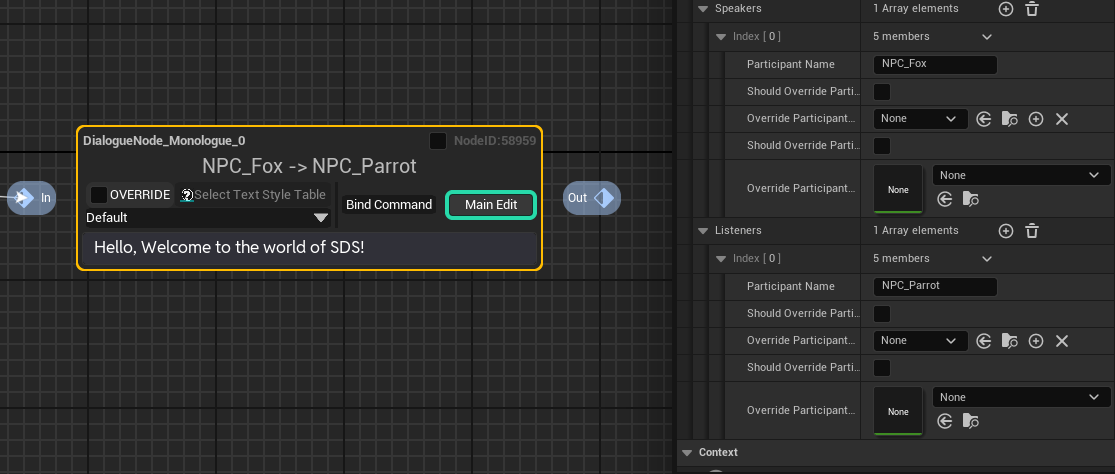 DialogueNode_Monologue_0
NodeID:58959
NPC_Fox -> NPC_Parrot
In
OVERRIDE
Select Text Style Table
Default
Bind Command
Main Edit
Out
Hello, Welcome to the world of SDS!
Speakers 1 Array elements
Index [ 0 ] 5 members
Participant Name NPC_Fox
Should Override Parti..
Override Participant... None
Should Override Parti..
Override Participant... None None
Listeners 1 Array elements
Index [ 0 ] 5 members
Participant Name NPC_Parrot
Should Override Parti..
Override Participant... None
Should Override Parti..
Override Participant... None None
Context